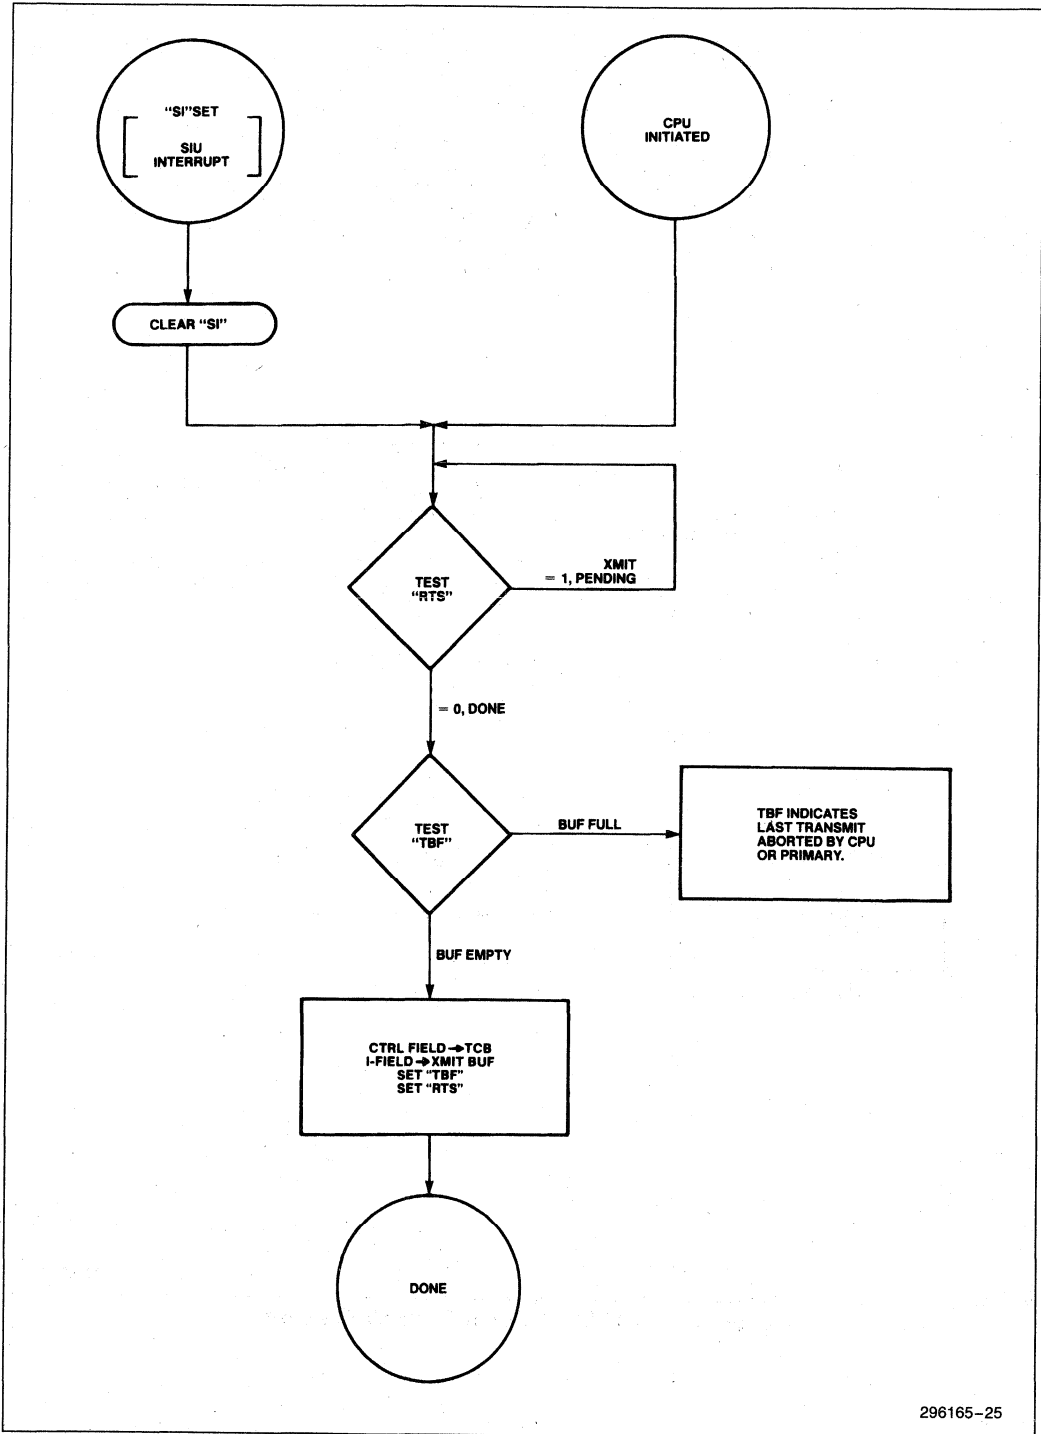 "SI"SET
SIU
INTERRUPT
CPU
INITIATED
CLEAR "SI"
XMIT
= 1, PENDING
TEST
"RTS"
= 0, DONE
TEST
"TBF"
BUF FULL
TBF INDICATES
LAST TRANSMIT
ABORTED BY CPU
OR PRIMARY.
BUF EMPTY
CTRL FIELD→TCB
I-FIELD→XMIT BUF
SET "TBF"
SET "RTS"
DONE
296165-25